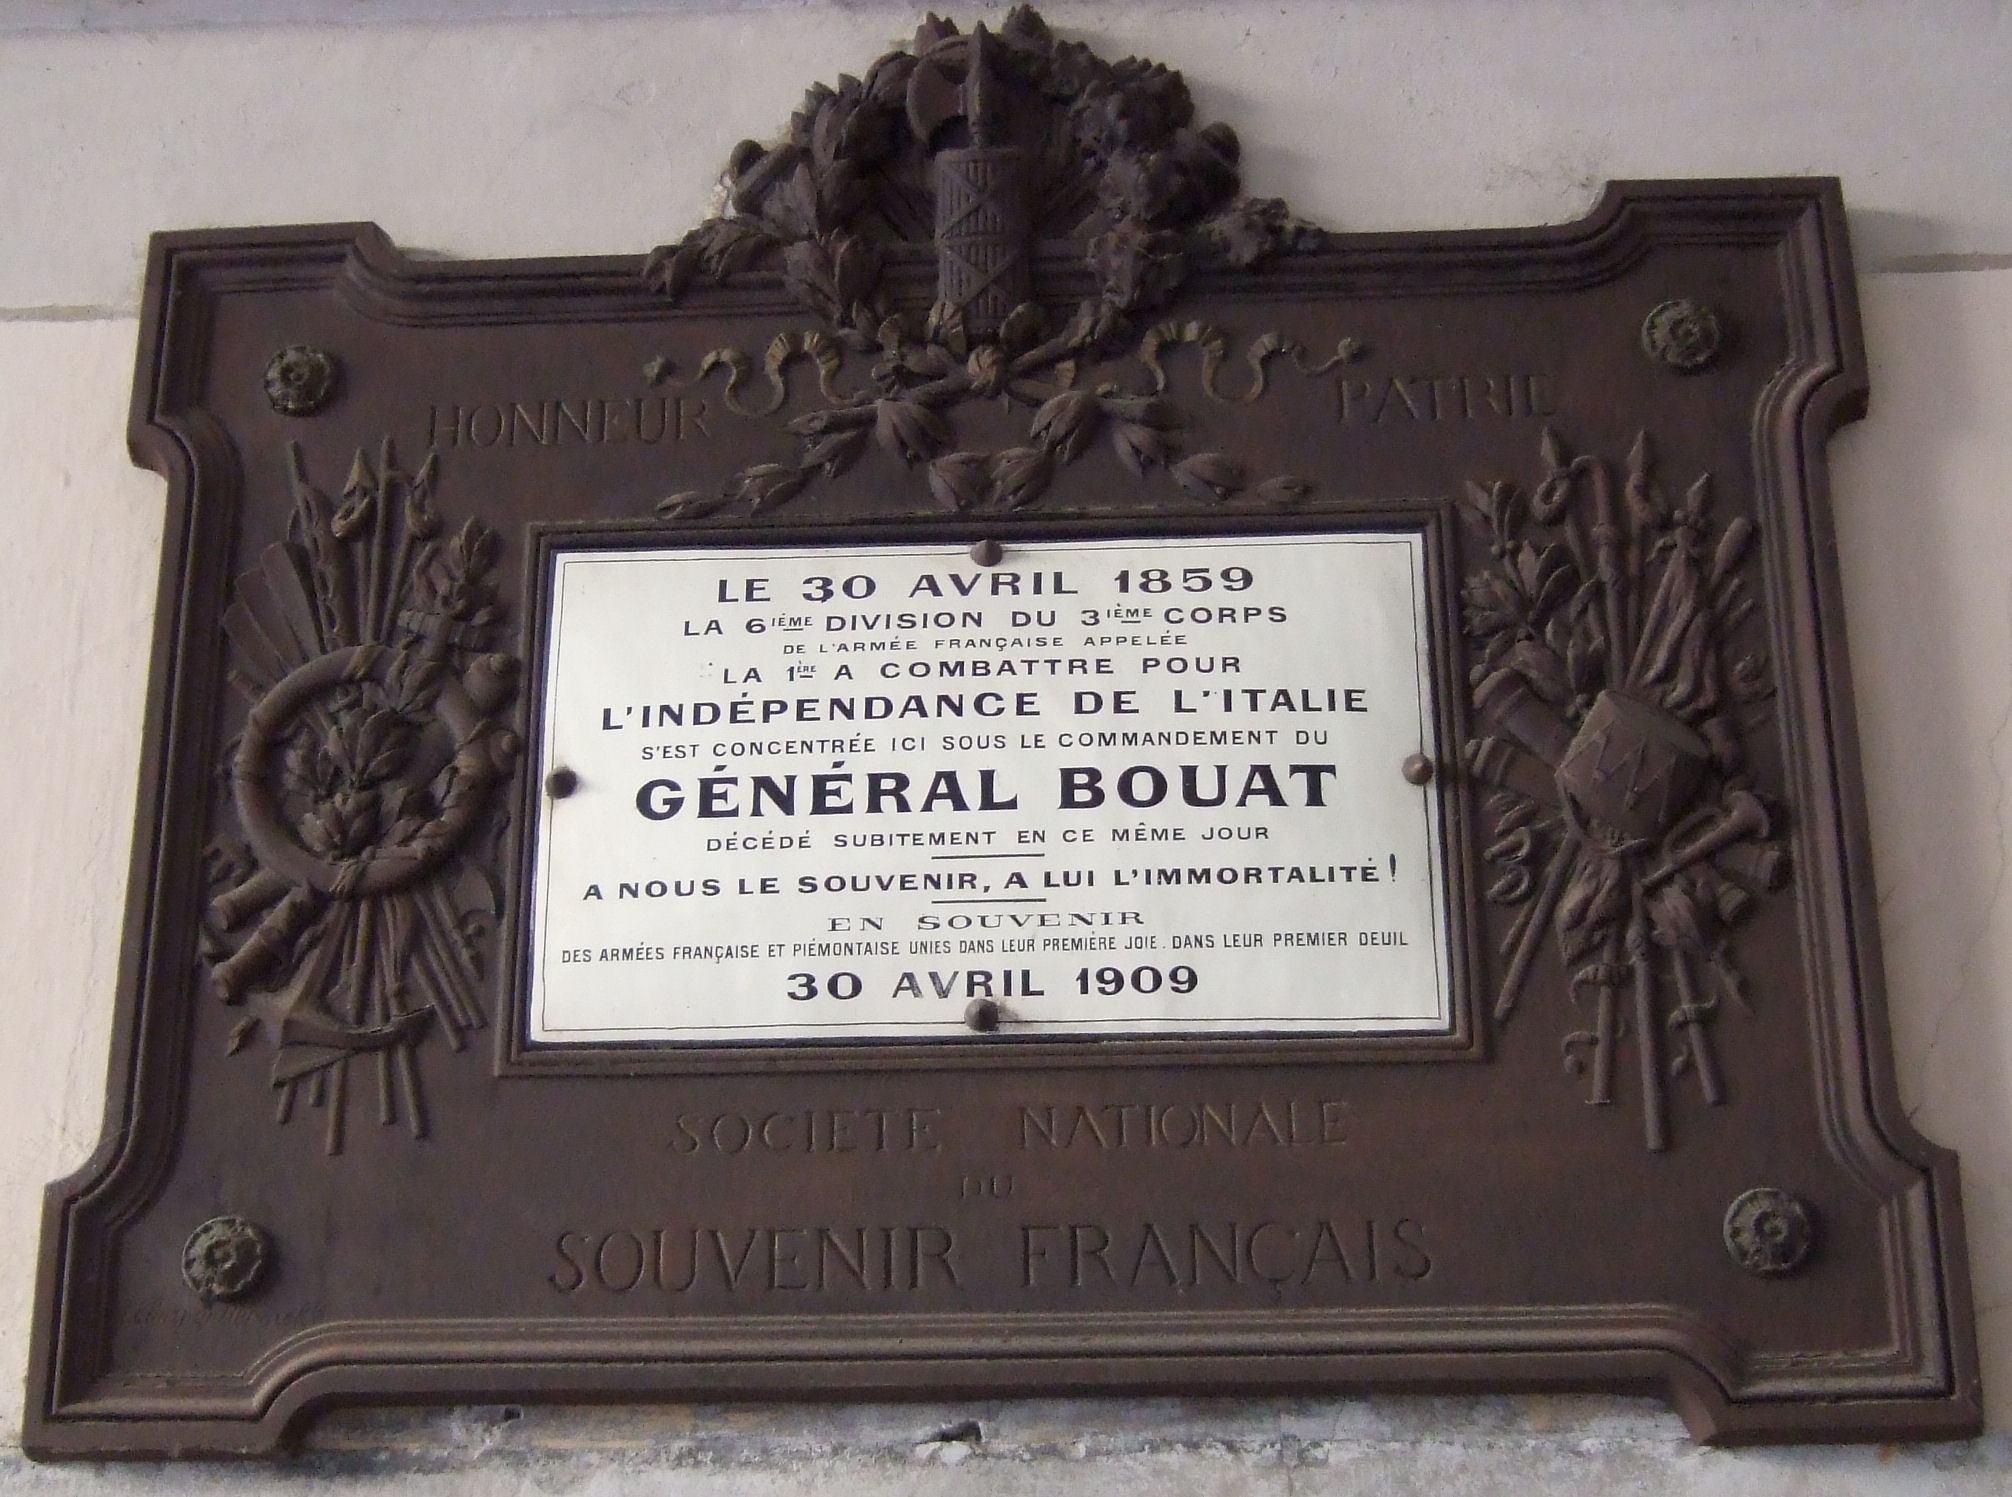 HONNEUR PATRIE
LE 30 AVRIL 1859
LA 6IÈME DIVISION DU 3IÈME CORPS
DE L'ARMÉE FRANÇAISE APPELÉE
LA 1ÈRE A COMBATTRE POUR
L'INDÉPENDANCE DE L'ITALIE
S'EST CONCENTRÉE ICI SOUS LE COMMANDEMENT DU
GÉNÉRAL BOUAT
DÉCÉDÉ SUBITEMENT EN CE MÊME JOUR
A NOUS LE SOUVENIR, A LUI L'IMMORTALITÉ!
EN SOUVENIR
DES ARMÉES FRANÇAISE ET PIÉMONTAISE UNIES DANS LEUR PREMIÈRE JOIE. DANS LEUR PREMIER DEUIL
30 AVRIL 1909
SOCIETE NATIONALE
DU
SOUVENIR FRANÇAIS